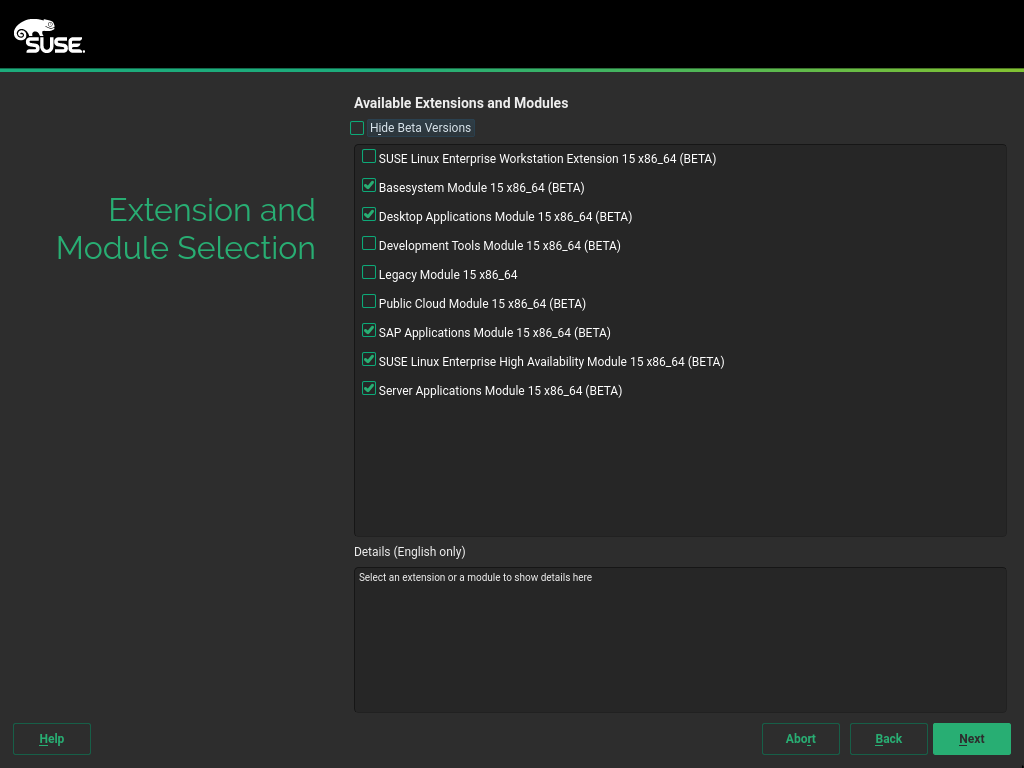 SUSE.
Available Extensions and Modules
Hide Beta Versions
SUSE Linux Enterprise Workstation Extension 15 x86_64 (BETA)
Basesystem Module 15 x86_64 (BETA)
Desktop Applications Module 15 x86_64 (BETA)
Development Tools Module 15 x86_64 (BETA)
Legacy Module 15 x86_64
Public Cloud Module 15 x86_64 (BETA)
SAP Applications Module 15 x86_64 (BETA)
SUSE Linux Enterprise High Availability Module 15 x86_64 (BETA)
Server Applications Module 15 x86_64 (BETA)
Extension and
Module Selection
Details (English only)
Select an extension or a module to show details here
Help
Abort
Back
Next